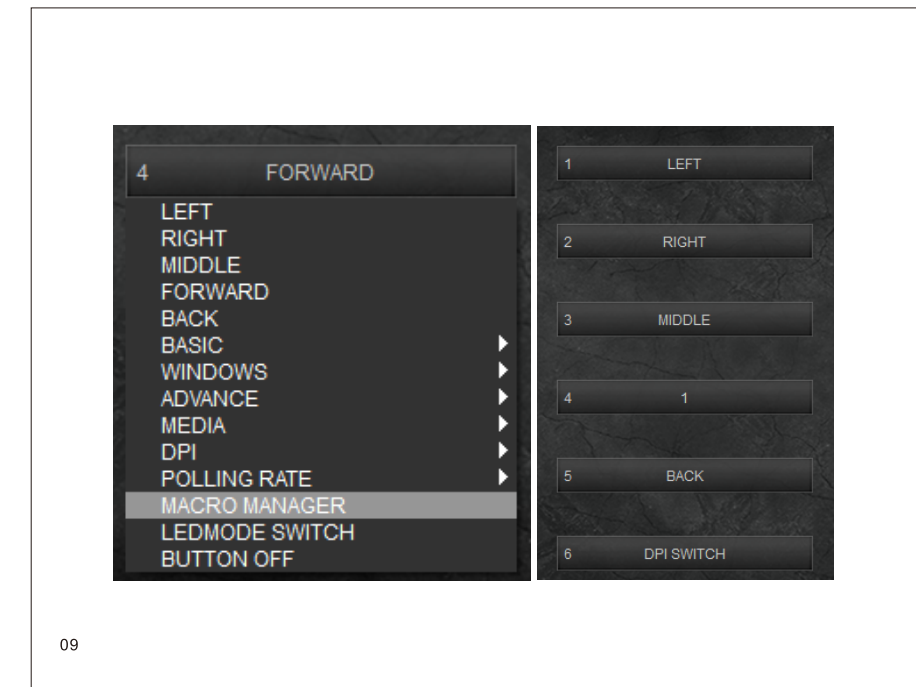 4 FORWARD
LEFT
RIGHT
MIDDLE
FORWARD
BACK
BASIC
WINDOWS
ADVANCE
MEDIA
DPI
POLLING RATE
MACRO MANAGER
LEDMODE SWITCH
BUTTON OFF
1 LEFT
2 RIGHT
3 MIDDLE
4 1
5 BACK
6 DPI SWITCH
09